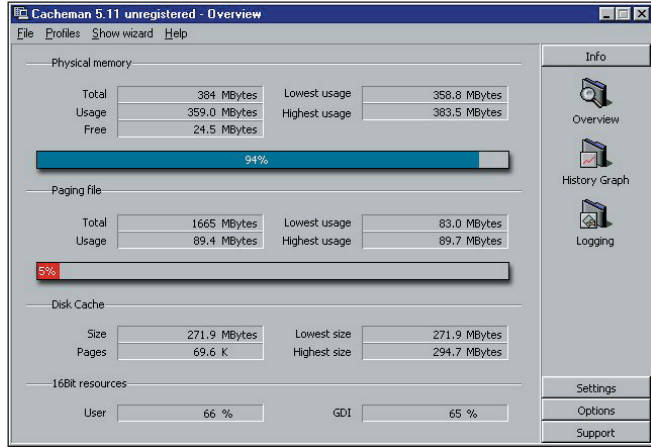 Cacheman 5.11 unregistered - Overview
File Profiles Show wizard Help
Physical memory
Total 384 MBytes Lowest usage 358.8 MBytes
Usage 359.0 MBytes Highest usage 383.5 MBytes
Free 24.5 MBytes
94%
Paging file
Total 1665 MBytes Lowest usage 83.0 MBytes
Usage 89.4 MBytes Highest usage 89.7 MBytes
5%
Disk Cache
Size 271.9 MBytes Lowest size 271.9 MBytes
Pages 69.6 K Highest size 294.7 MBytes
16Bit resources
User 66 % GDI 65 %
Info
Overview
History Graph
Logging
Settings
Options
Support